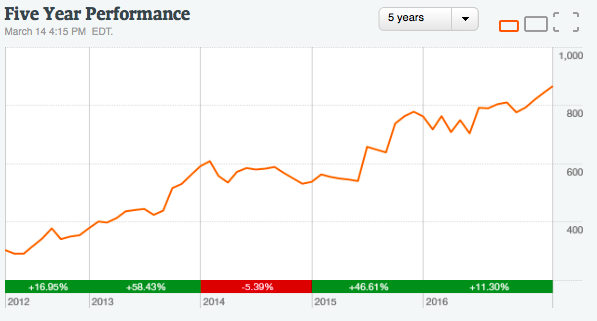 Five Year Performance
March 14 4:15 PM EDT.
5 years
1,000
800
600
400
+16.95% +58.43% -5.39% +46.61% +11.30%
2012 2013 2014 2015 2016